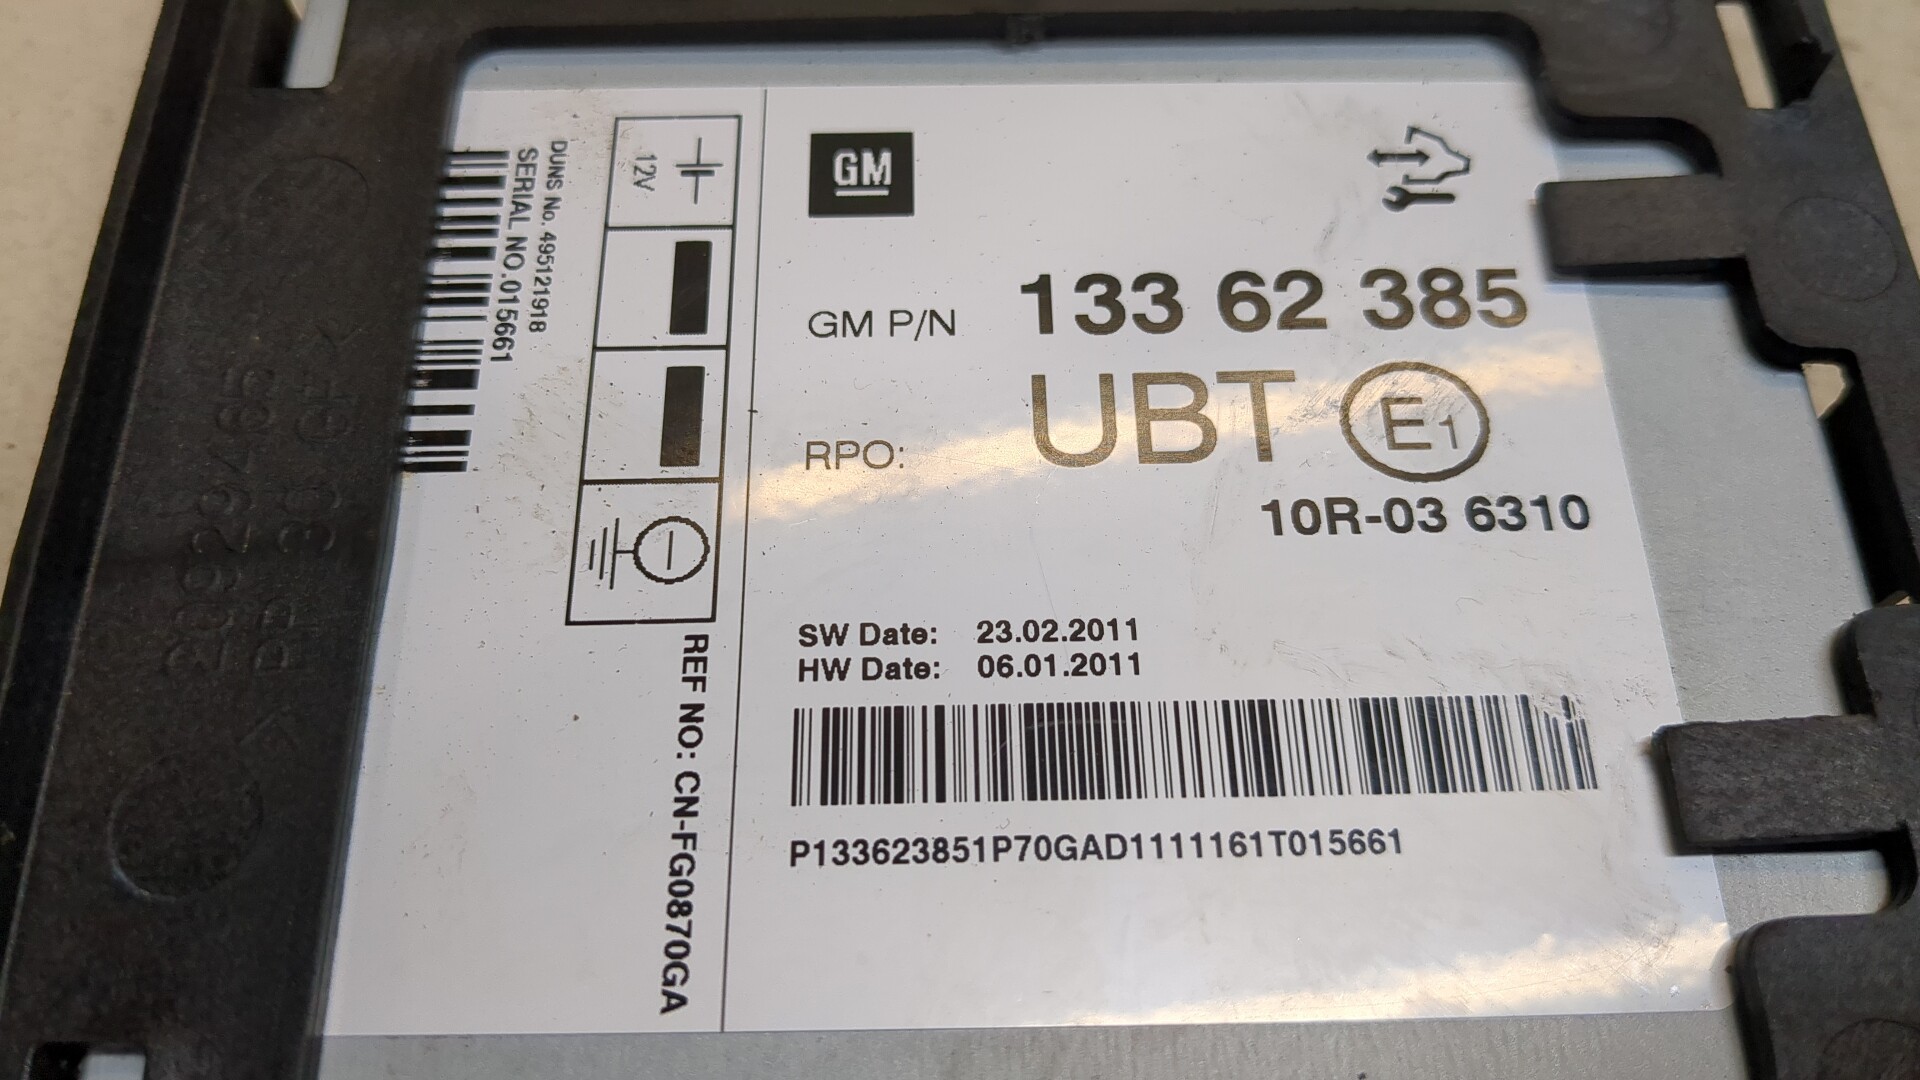 GM
GM P/N 133 62 385
RPO: UBT E1
10R-03 6310
SW Date: 23.02.2011
HW Date: 06.01.2011
P133623851P70GAD1111161T015661
12V
DUNS No. 495121918
SERIAL NO.015661
REF NO: CN-FG0870GA